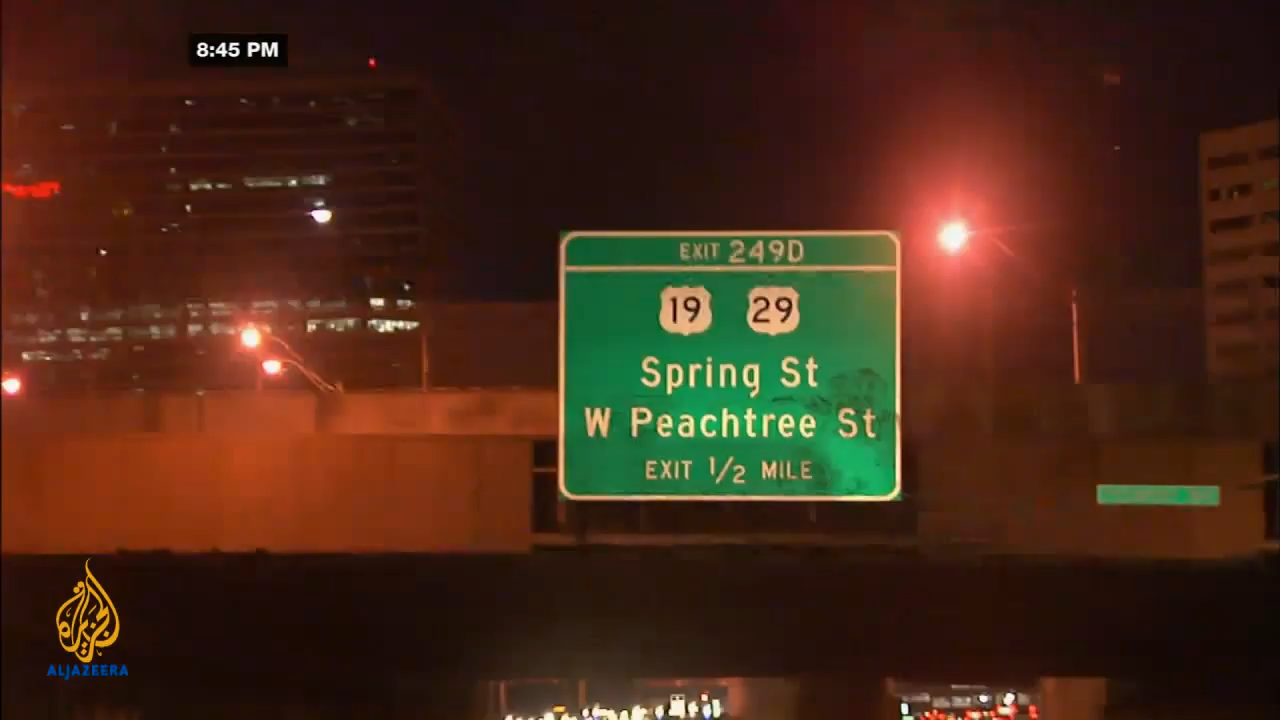 8:45 PM
EXIT 249D
19 29
Spring St
W Peachtree St
EXIT 1/2 MILE
الجزيرة
ALJAZEERA